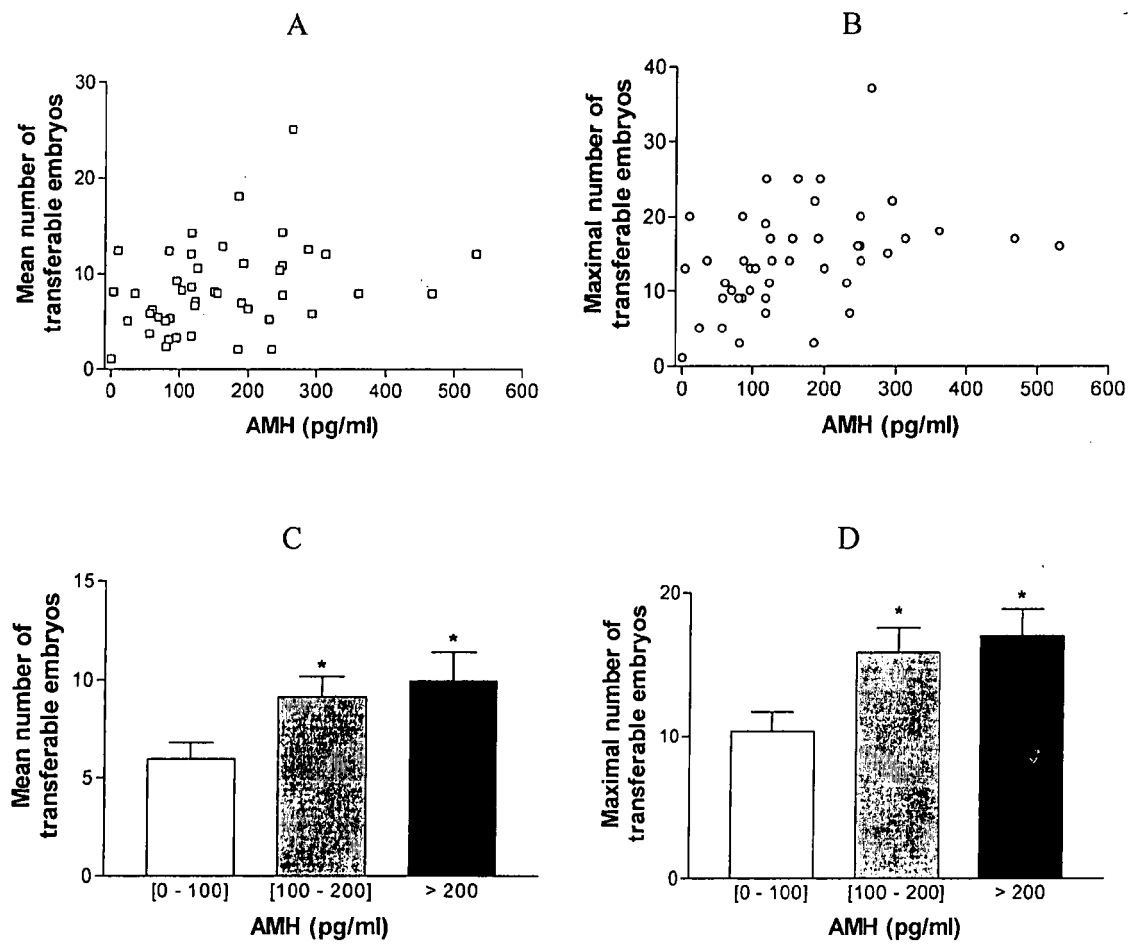 A
Mean number of
transferable embryos
30
20
10
0
0 100 200 300 400 500 600
AMH (pg/ml)
B
Maximal number of
transferable embryos
40
30
20
10
0
0 100 200 300 400 500 600
AMH (pg/ml)
C
Mean number of
transferable embryos
15
10
5
0
*
*
[0 - 100] [100 - 200] > 200
AMH (pg/ml)
D
Maximal number of
transferable embryos
20
10
0
*
*
[0 - 100] [100 - 200] > 200
AMH (pg/ml)